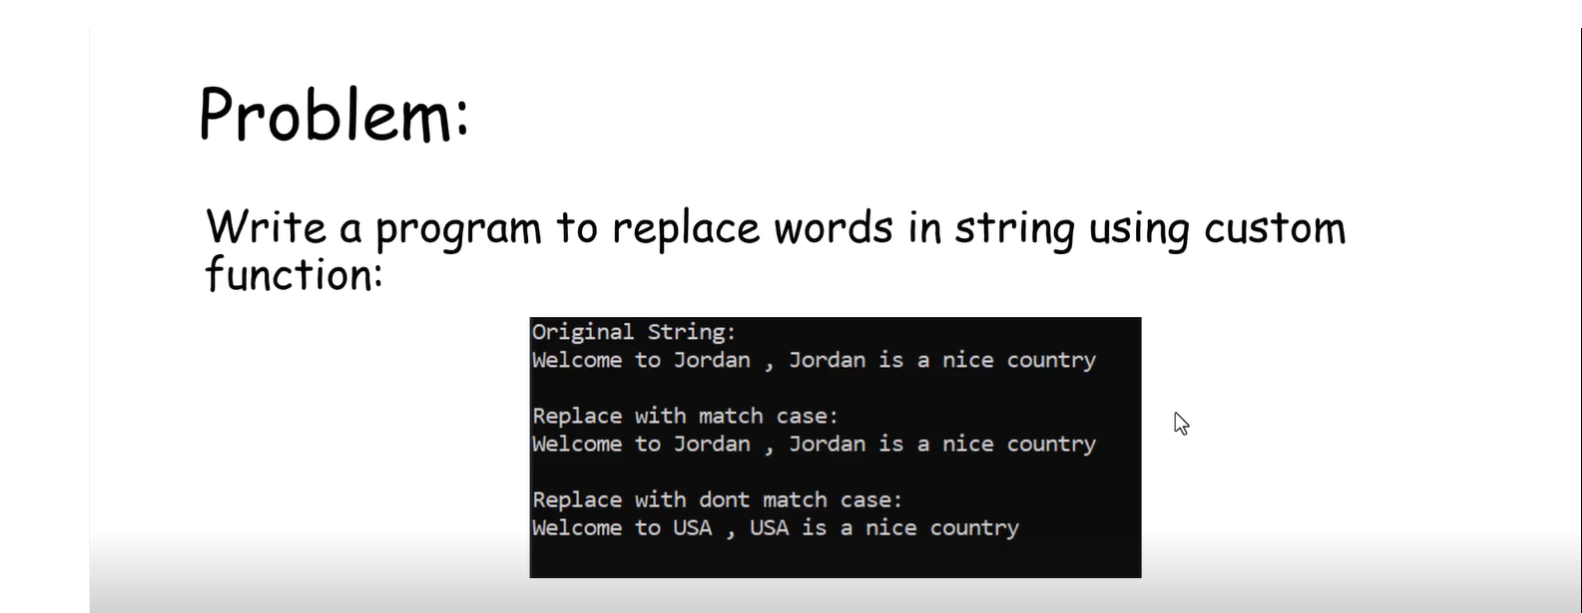 Problem:
Write a program to replace words in string using custom
function:
Original String:
Welcome to Jordan , Jordan is a nice country
Replace with match case:
Welcome to Jordan , Jordan is a nice country
Replace with dont match case:
Welcome to USA , USA is a nice country